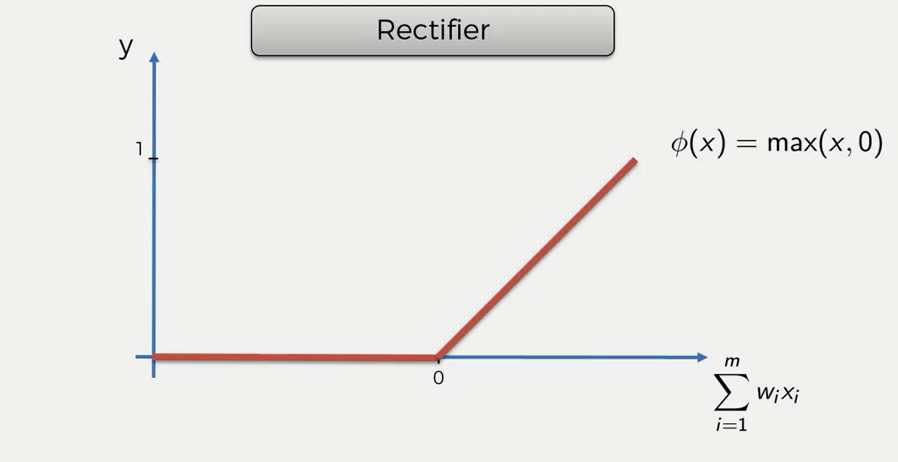 Rectifier
y
1
ϕ(x) = max(x, 0)
0
m
∑ wᵢxᵢ
i=1